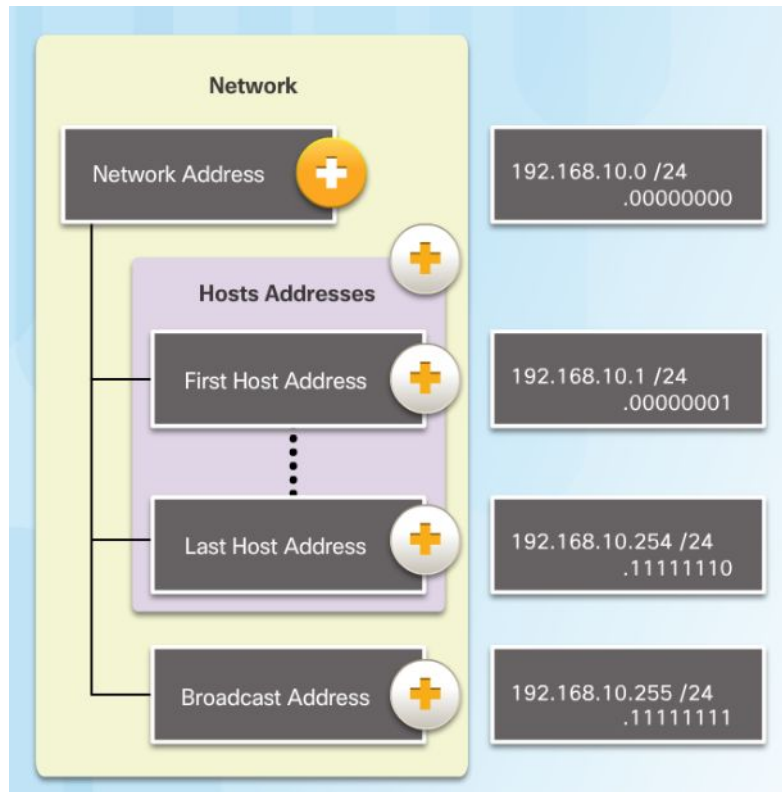 Network
Network Address
192.168.10.0 /24
.00000000
Hosts Addresses
First Host Address
192.168.10.1 /24
.00000001
Last Host Address
192.168.10.254 /24
.11111110
Broadcast Address
192.168.10.255 /24
.11111111